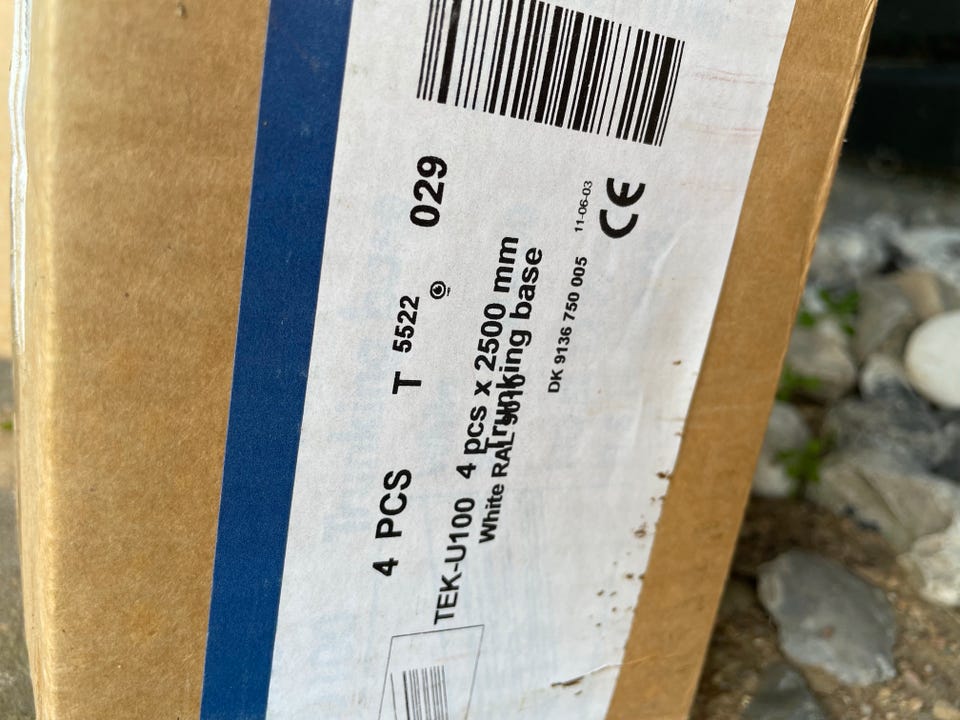 4 PCS T 5522 029
TEK-U100 4 pcs x 2500 mm
Trunking base
White RAL 9010
DK 9136 750 005 11-06-03
CE